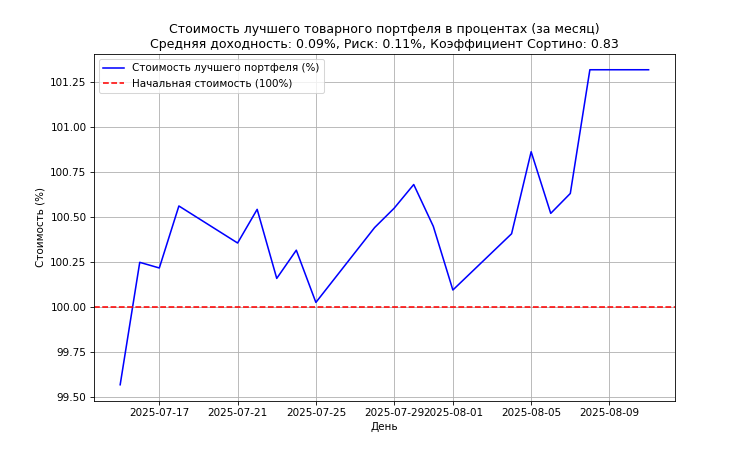 Стоимость лучшего товарного портфеля в процентах (за месяц)
Средняя доходность: 0.09%, Риск: 0.11%, Коэффициент Сортино: 0.83
Стоимость лучшего портфеля (%)
Начальная стоимость (100%)
Стоимость (%)
101.25
101.00
100.75
100.50
100.25
100.00
99.75
99.50
2025-07-17
2025-07-21
2025-07-25
2025-07-29
2025-08-01
2025-08-05
2025-08-09
День